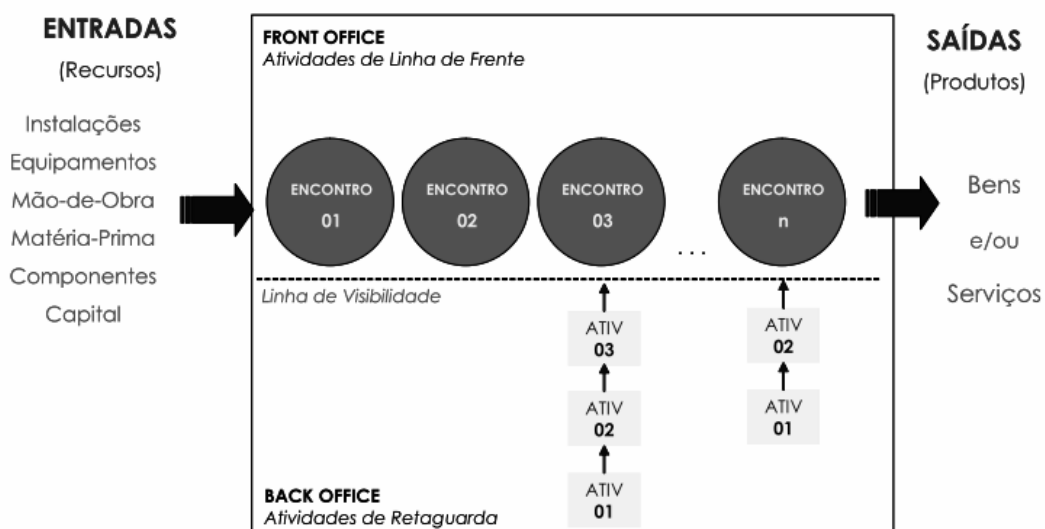 ENTRADAS
(Recursos)
Instalações
Equipamentos
Mão-de-Obra
Matéria-Prima
Componentes
Capital
FRONT OFFICE
Atividades de Linha de Frente
ENCONTRO
01
ENCONTRO
02
ENCONTRO
03
...
ENCONTRO
n
Linha de Visibilidade
ATIV
03
ATIV
02
ATIV
01
ATIV
02
ATIV
01
BACK OFFICE
Atividades de Retaguarda
SAÍDAS
(Produtos)
Bens
e/ou
Serviços